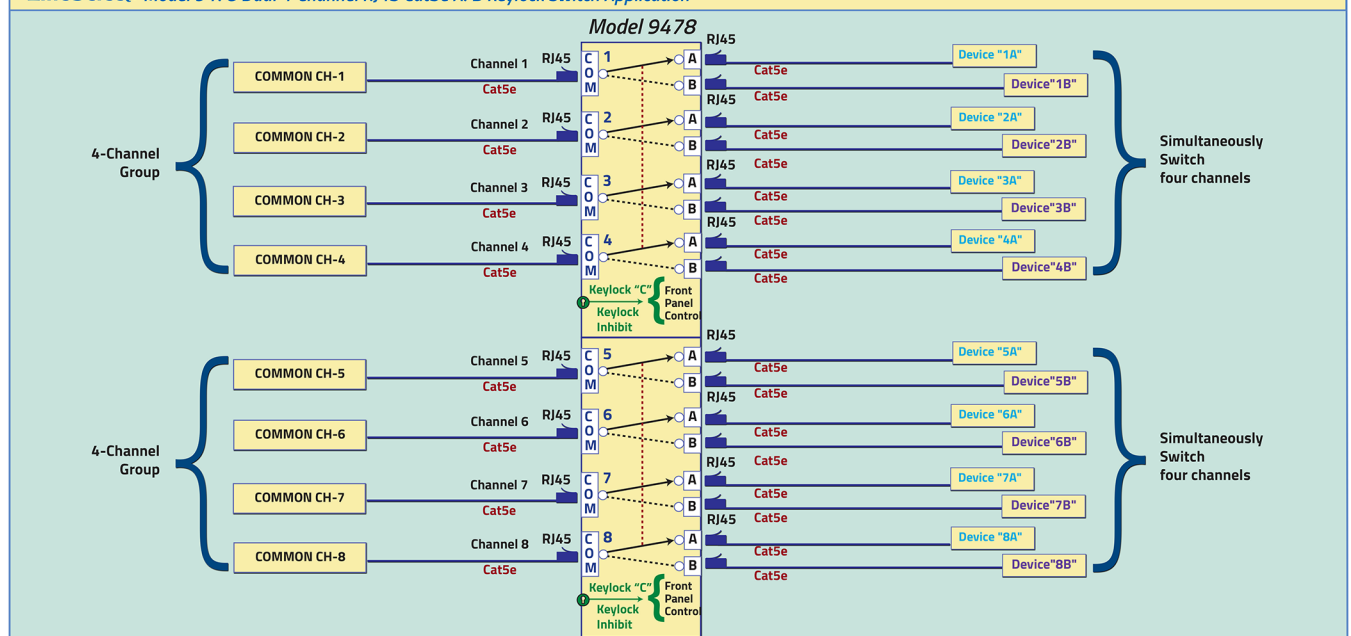 Model 9478
4-Channel
Group
COMMON CH-1
Channel 1
RJ45
Cat5e
COM
1
A
B
RJ45
Cat5e
Cat5e
Device "1A"
Device"1B"
COMMON CH-2
Channel 2
RJ45
Cat5e
COM
2
A
B
RJ45
Cat5e
Cat5e
Device "2A"
Device"2B"
COMMON CH-3
Channel 3
RJ45
Cat5e
COM
3
A
B
RJ45
Cat5e
Cat5e
Device "3A"
Device"3B"
COMMON CH-4
Channel 4
RJ45
Cat5e
COM
4
A
B
RJ45
Cat5e
Cat5e
Device "4A"
Device"4B"
Simultaneously
Switch
four channels
Keylock “C”
Keylock
Inhibit
Front
Panel
Control
4-Channel
Group
COMMON CH-5
Channel 5
RJ45
Cat5e
COM
5
A
B
RJ45
Cat5e
Cat5e
Device "5A"
Device"5B"
COMMON CH-6
Channel 6
RJ45
Cat5e
COM
6
A
B
RJ45
Cat5e
Cat5e
Device "6A"
Device"6B"
COMMON CH-7
Channel 7
RJ45
Cat5e
COM
7
A
B
RJ45
Cat5e
Cat5e
Device "7A"
Device"7B"
COMMON CH-8
Channel 8
RJ45
Cat5e
COM
8
A
B
RJ45
Cat5e
Cat5e
Device "8A"
Device"8B"
Simultaneously
Switch
four channels
Keylock “C”
Keylock
Inhibit
Front
Panel
Control